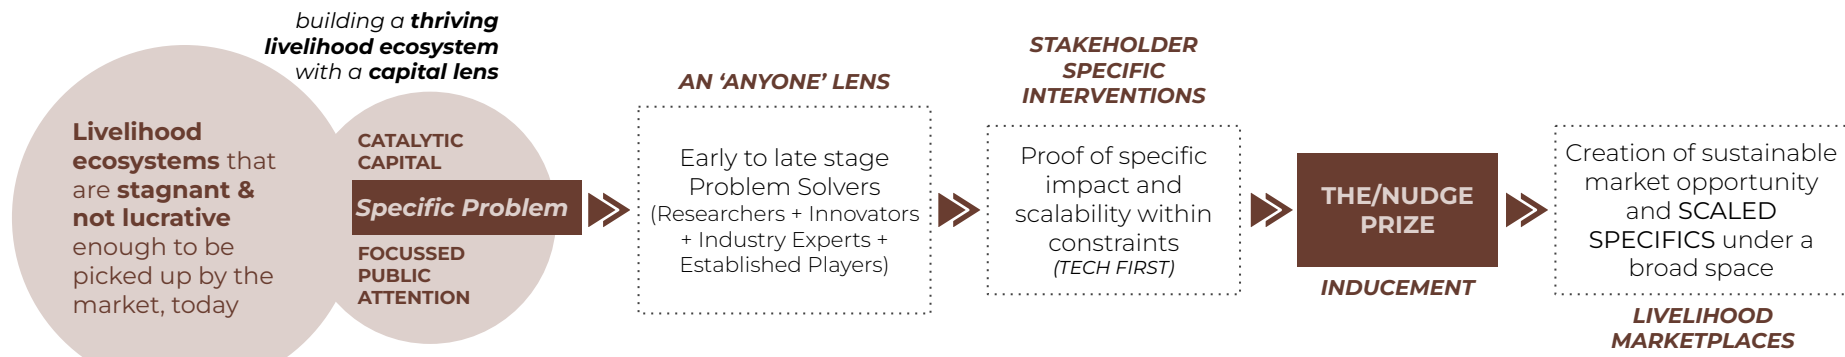 building a thriving
livelihood ecosystem
with a capital lens
Livelihood
ecosystems that
are stagnant &
not lucrative
enough to be
picked up by the
market, today
CATALYTIC
CAPITAL
Specific Problem
FOCUSSED
PUBLIC
ATTENTION
AN ‘ANYONE’ LENS
Early to late stage
Problem Solvers
(Researchers + Innovators
+ Industry Experts +
Established Players)
STAKEHOLDER
SPECIFIC
INTERVENTIONS
Proof of specific
impact and
scalability within
constraints
(TECH FIRST)
THE/NUDGE
PRIZE
INDUCEMENT
Creation of sustainable
market opportunity
and SCALED
SPECIFICS under a
broad space
LIVELIHOOD
MARKETPLACES